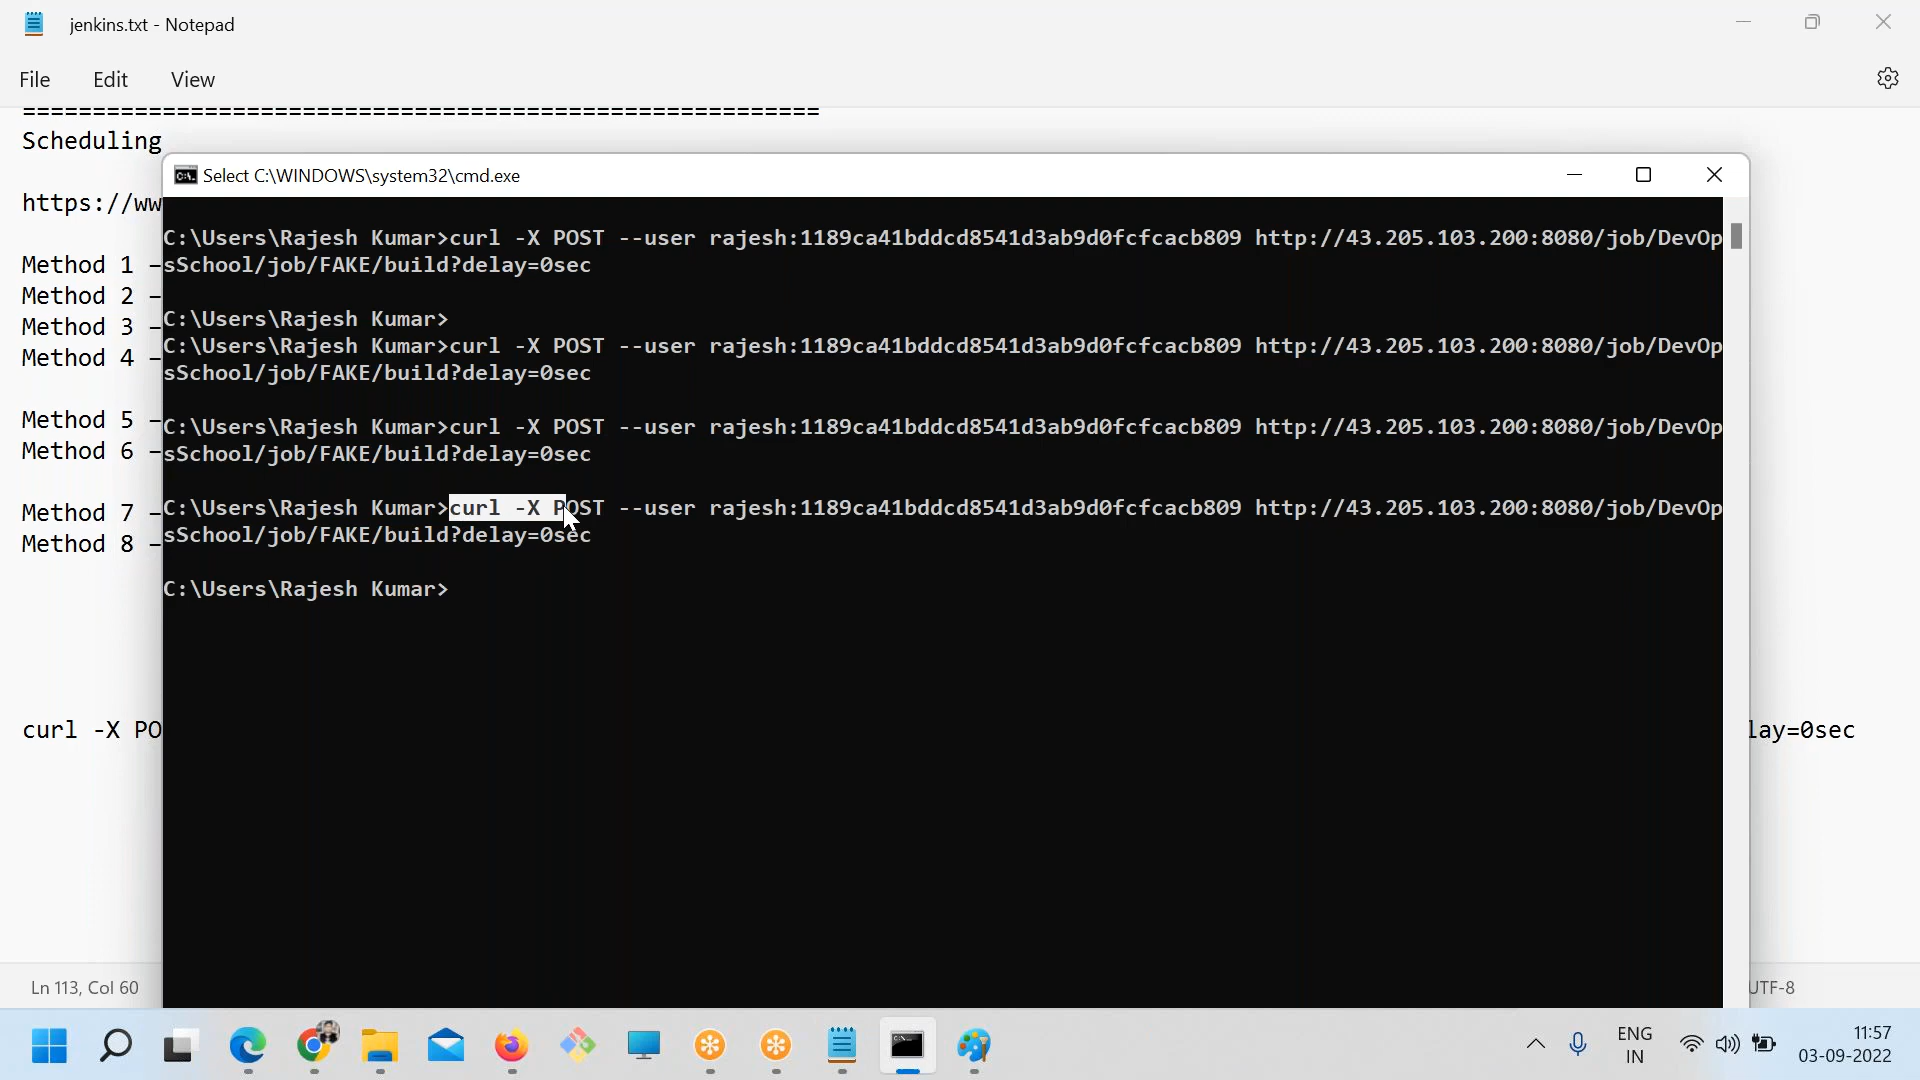 jenkins.txt - Notepad
File Edit View
Scheduling
Select C:\WINDOWS\system32\cmd.exe
https://ww
C:\Users\Rajesh Kumar>curl -X POST --user rajesh:1189ca41bddcd8541d3ab9d0fcfcacb809 http://43.205.103.200:8080/job/DevOp
Method 1 -
sSchool/job/FAKE/build?delay=0sec
Method 2 -
Method 3 -
C:\Users\Rajesh Kumar>
Method 4 -
C:\Users\Rajesh Kumar>curl -X POST --user rajesh:1189ca41bddcd8541d3ab9d0fcfcacb809 http://43.205.103.200:8080/job/DevOp
sSchool/job/FAKE/build?delay=0sec
Method 5 -
C:\Users\Rajesh Kumar>curl -X POST --user rajesh:1189ca41bddcd8541d3ab9d0fcfcacb809 http://43.205.103.200:8080/job/DevOp
Method 6 -
sSchool/job/FAKE/build?delay=0sec
Method 7 -
C:\Users\Rajesh Kumar>curl -X POST --user rajesh:1189ca41bddcd8541d3ab9d0fcfcacb809 http://43.205.103.200:8080/job/DevOp
Method 8 -
sSchool/job/FAKE/build?delay=0sec
C:\Users\Rajesh Kumar>
curl -X PO
lay=0sec
Ln 113, Col 60
UTF-8
ENG
IN
11:57
03-09-2022